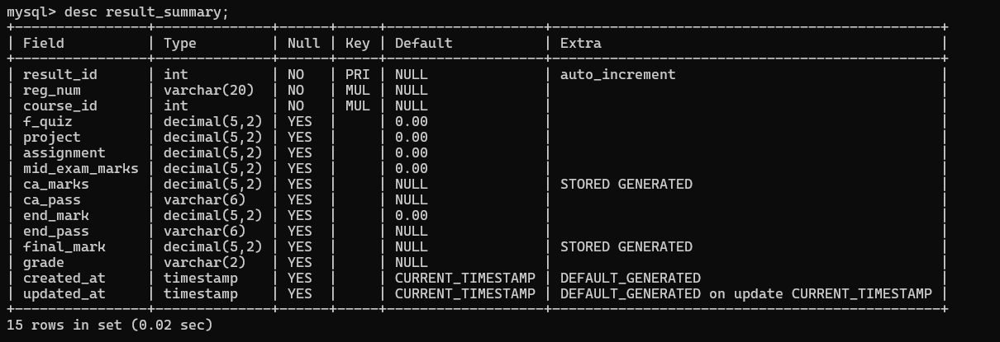 mysql> desc result_summary;
+----------------+--------------+------+-----+-------------------+-----------------------------------------------+
| Field          | Type         | Null | Key | Default           | Extra                                         |
+----------------+--------------+------+-----+-------------------+-----------------------------------------------+
| result_id      | int          | NO   | PRI | NULL              | auto_increment                                |
| reg_num        | varchar(20)  | NO   | MUL | NULL              |                                               |
| course_id      | int          | NO   | MUL | NULL              |                                               |
| f_quiz         | decimal(5,2) | YES  |     | 0.00              |                                               |
| project        | decimal(5,2) | YES  |     | 0.00              |                                               |
| assignment     | decimal(5,2) | YES  |     | 0.00              |                                               |
| mid_exam_marks | decimal(5,2) | YES  |     | 0.00              |                                               |
| ca_marks       | decimal(5,2) | YES  |     | NULL              | STORED GENERATED                              |
| ca_pass        | varchar(6)   | YES  |     | NULL              |                                               |
| end_mark       | decimal(5,2) | YES  |     | 0.00              |                                               |
| end_pass       | varchar(6)   | YES  |     | NULL              |                                               |
| final_mark     | decimal(5,2) | YES  |     | NULL              | STORED GENERATED                              |
| grade          | varchar(2)   | YES  |     | NULL              |                                               |
| created_at     | timestamp    | YES  |     | CURRENT_TIMESTAMP | DEFAULT_GENERATED                             |
| updated_at     | timestamp    | YES  |     | CURRENT_TIMESTAMP | DEFAULT_GENERATED on update CURRENT_TIMESTAMP |
+----------------+--------------+------+-----+-------------------+-----------------------------------------------+
15 rows in set (0.02 sec)